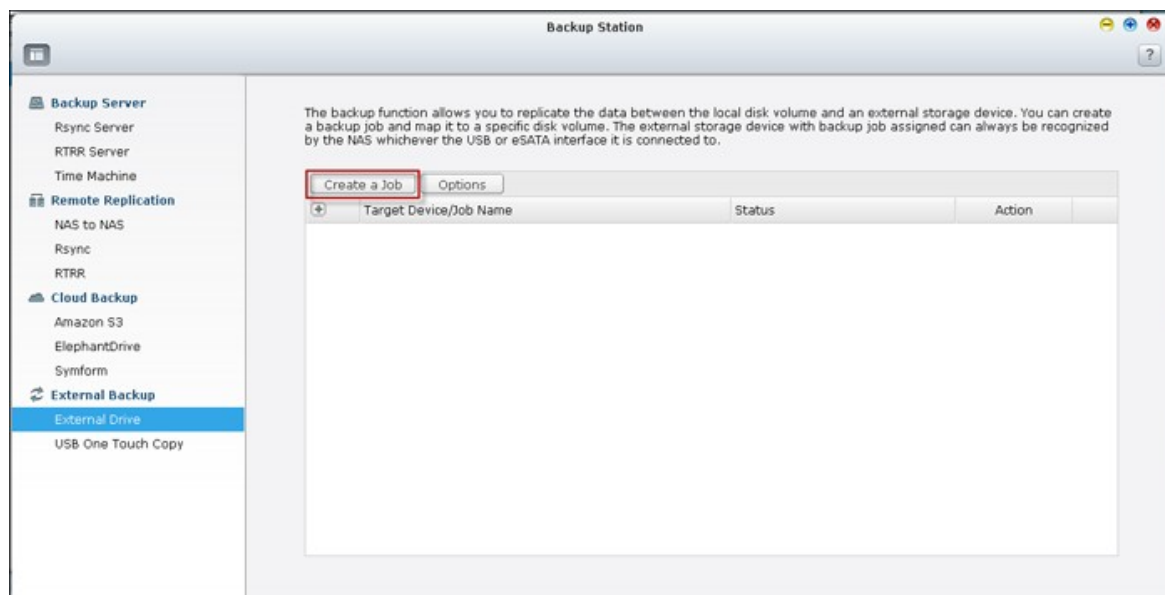 Backup Station
?
Backup Server
Rsync Server
RTRR Server
Time Machine
Remote Replication
NAS to NAS
Rsync
RTRR
Cloud Backup
Amazon S3
ElephantDrive
Symform
External Backup
External Drive
USB One Touch Copy
The backup function allows you to replicate the data between the local disk volume and an external storage device. You can create
a backup job and map it to a specific disk volume. The external storage device with backup job assigned can always be recognized
by the NAS whichever the USB or eSATA interface it is connected to.
Create a Job Options
Target Device/Job Name Status Action